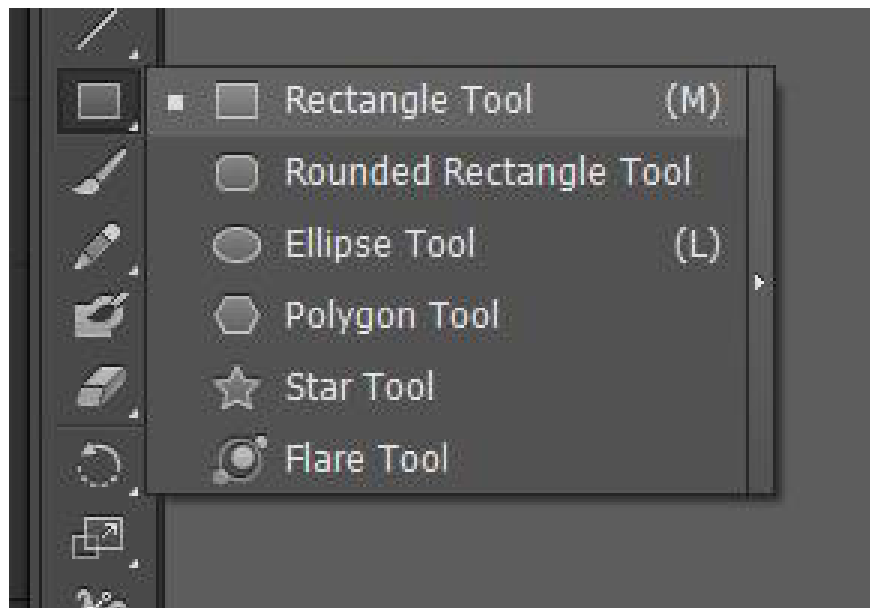 Rectangle Tool (M)
Rounded Rectangle Tool
Ellipse Tool (L)
Polygon Tool
Star Tool
Flare Tool